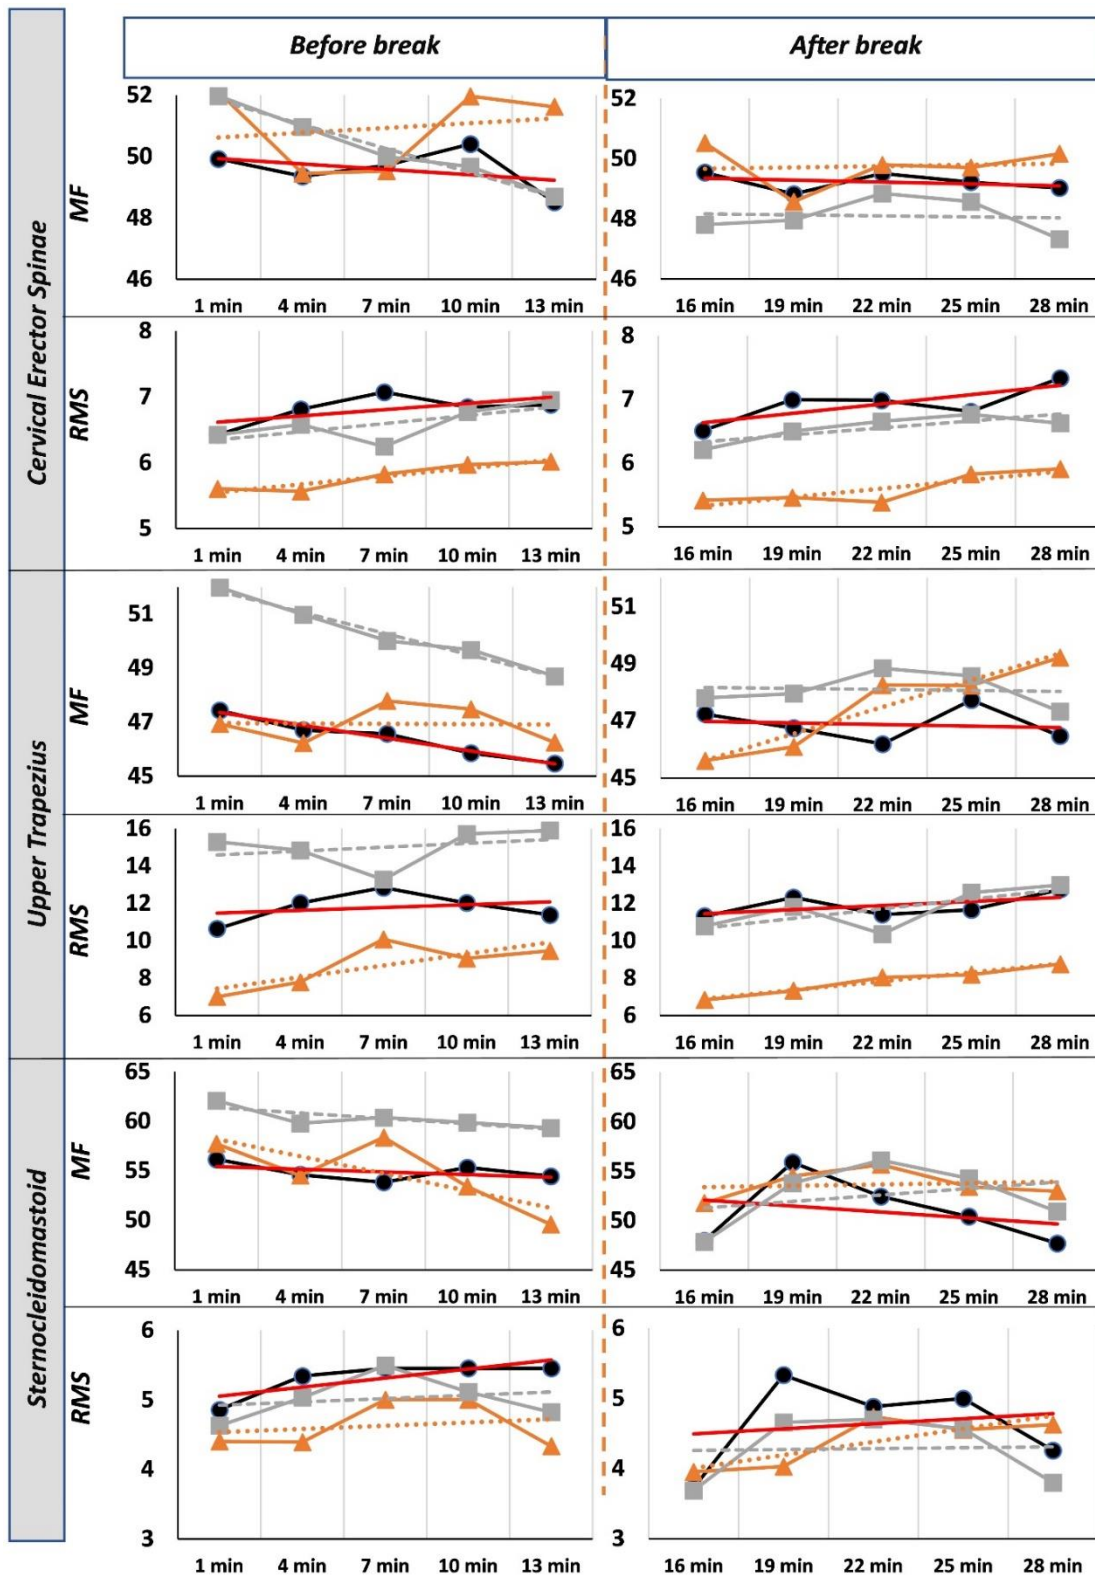 Before break
After break
Cervical Erector Spinae
MF
52
50
48
46
1 min 4 min 7 min 10 min 13 min
52
50
48
46
16 min 19 min 22 min 25 min 28 min
RMS
8
7
6
5
1 min 4 min 7 min 10 min 13 min
8
7
6
5
16 min 19 min 22 min 25 min 28 min
Upper Trapezius
MF
51
49
47
45
1 min 4 min 7 min 10 min 13 min
51
49
47
45
16 min 19 min 22 min 25 min 28 min
RMS
16
14
12
10
8
6
1 min 4 min 7 min 10 min 13 min
16
14
12
10
8
6
16 min 19 min 22 min 25 min 28 min
Sternocleidomastoid
MF
65
60
55
50
45
1 min 4 min 7 min 10 min 13 min
65
60
55
50
45
16 min 19 min 22 min 25 min 28 min
RMS
6
5
4
3
1 min 4 min 7 min 10 min 13 min
6
5
4
3
16 min 19 min 22 min 25 min 28 min